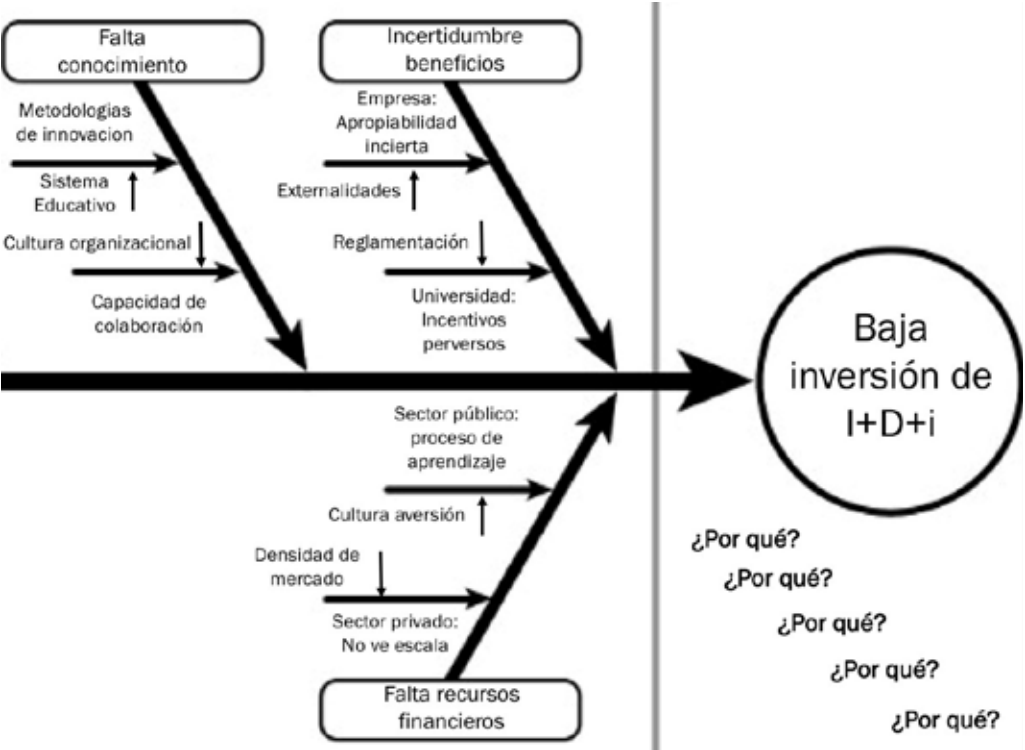 Falta
conocimiento
Metodologias
de innovacion
Sistema
Educativo
Cultura organizacional
Capacidad de
colaboración
Incertidumbre
beneficios
Empresa:
Apropiabilidad
incierta
Externalidades
Reglamentación
Universidad:
Incentivos
perversos
Sector público:
proceso de
aprendizaje
Cultura aversión
Densidad de
mercado
Sector privado:
No ve escala
Falta recursos
financieros
Baja
inversión de
I+D+i
¿Por qué?
¿Por qué?
¿Por qué?
¿Por qué?
¿Por qué?